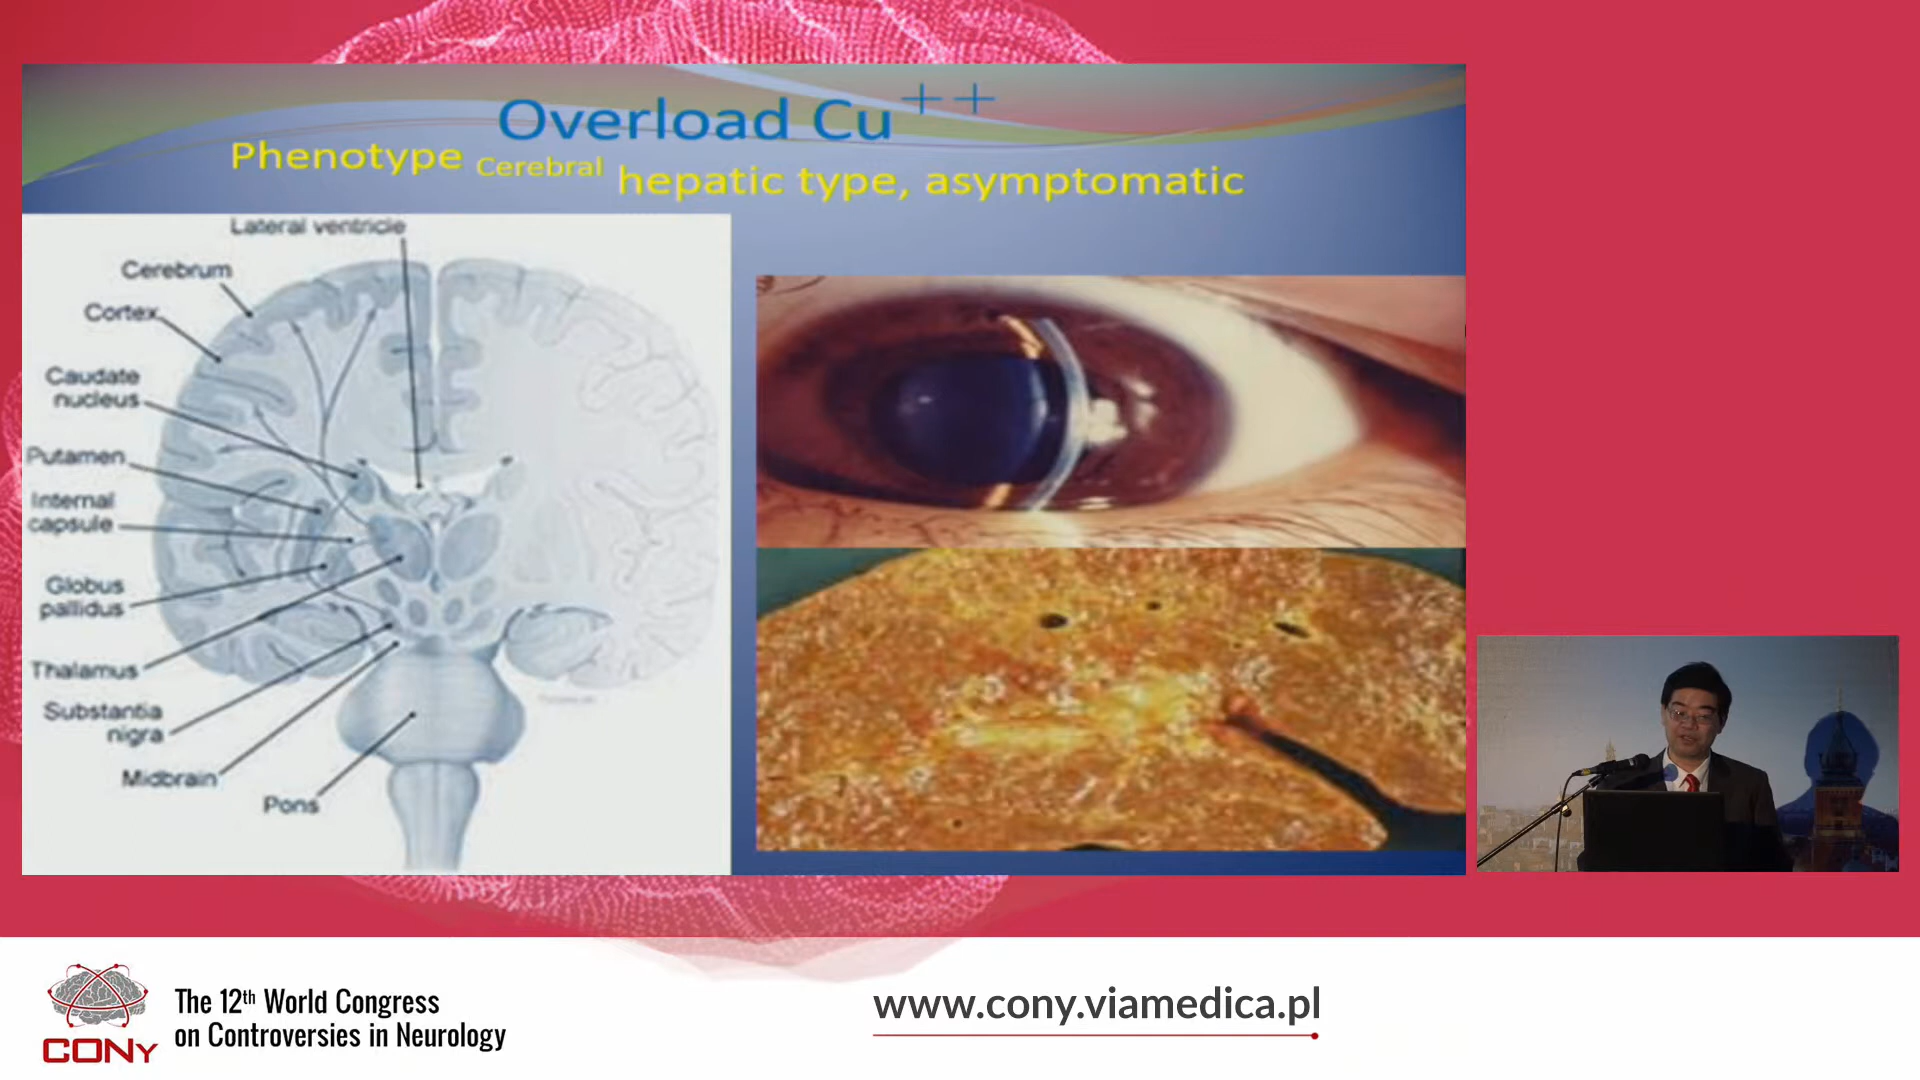 Overload Cu++
Phenotype Cerebral hepatic type, asymptomatic
Lateral ventricle
Cerebrum
Cortex
Caudate
nucleus
Putamen
Internal
capsule
Globus
pallidus
Thalamus
Substantia
nigra
Midbrain
Pons
CONy
The 12th World Congress
on Controversies in Neurology
www.cony.viamedica.pl